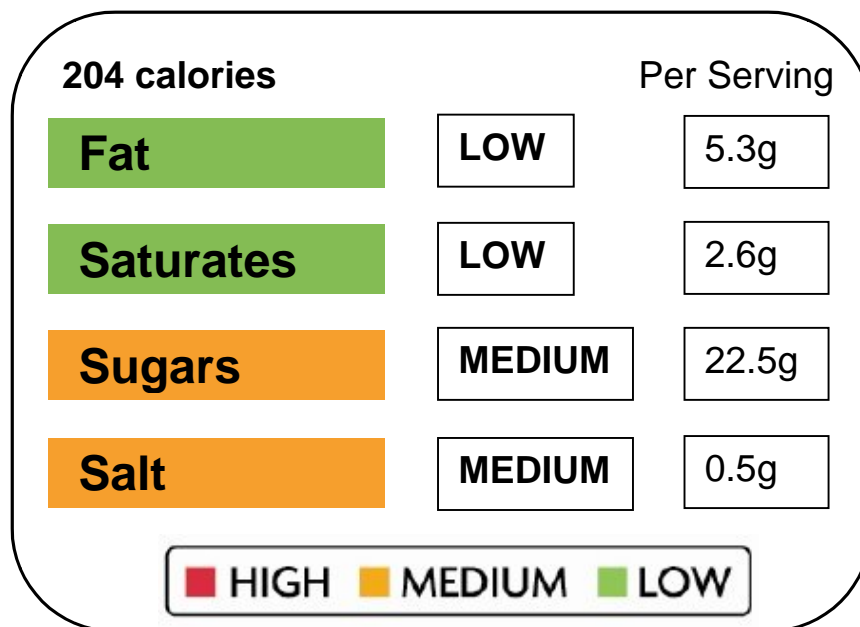 204 calories Per Serving
Fat LOW 5.3g
Saturates LOW 2.6g
Sugars MEDIUM 22.5g
Salt MEDIUM 0.5g
HIGH MEDIUM LOW